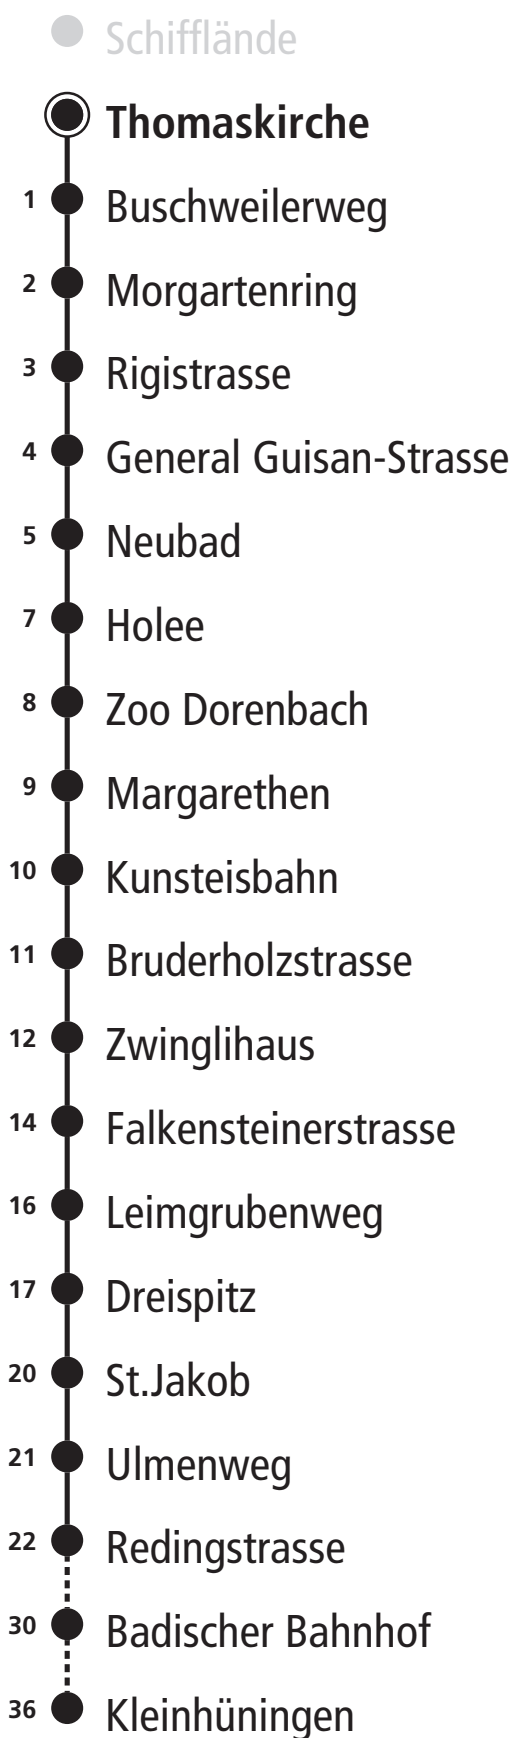 Schifflände
Thomaskirche
1 Buschweilerweg
2 Morgartenring
3 Rigistrasse
4 General Guisan-Strasse
5 Neubad
7 Holee
8 Zoo Dorenbach
9 Margarethen
10 Kunsteisbahn
11 Bruderholzstrasse
12 Zwinglihaus
14 Falkensteinerstrasse
16 Leimgrubenweg
17 Dreispitz
20 St.Jakob
21 Ulmenweg
22 Redingstrasse
30 Badischer Bahnhof
36 Kleinhüningen